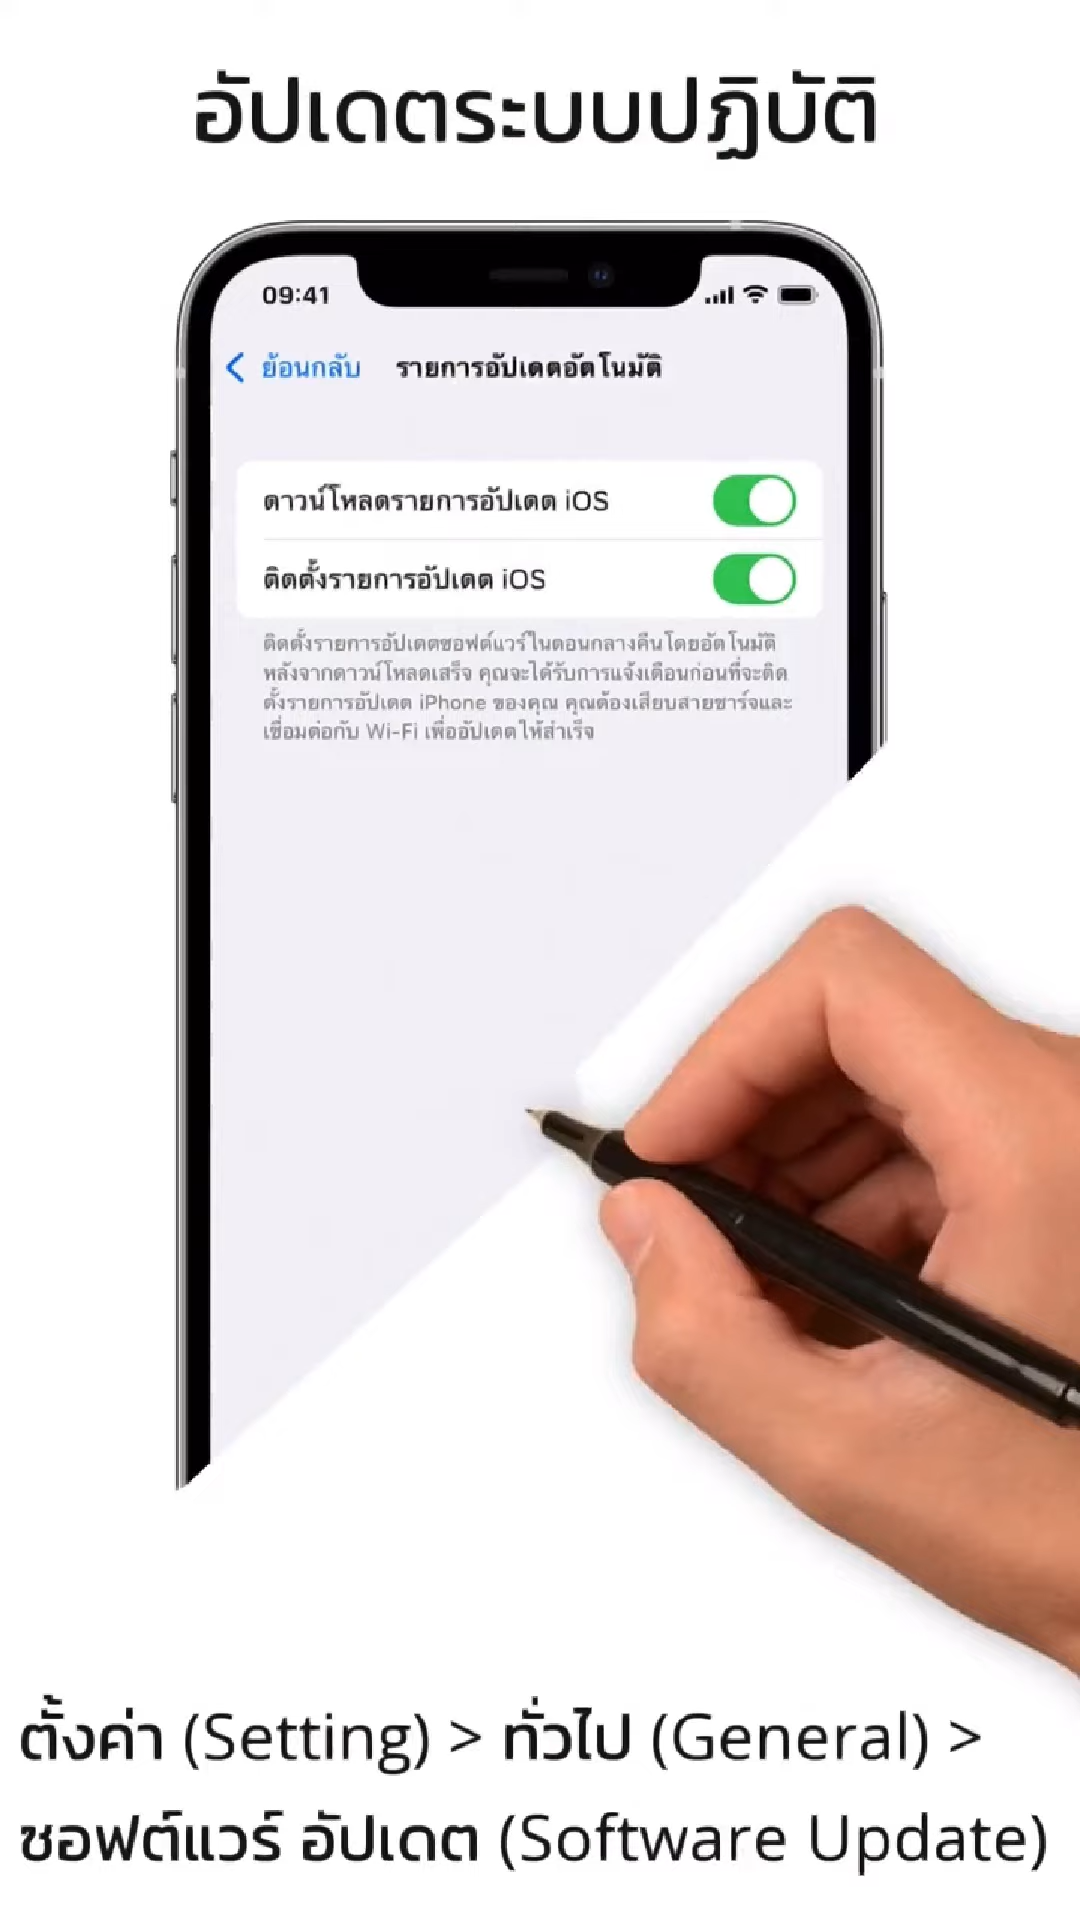 อัปเดตระบบปฏิบัติ
09:41
ย้อนกลับ รายการอัปเดตอัตโนมัติ
ดาวน์โหลดรายการอัปเดต iOS
ติดตั้งรายการอัปเดต iOS
ติดตั้งรายการอัปเดตซอฟต์แวร์ในตอนกลางคืนโดยอัตโนมัติ
หลังจากดาวน์โหลดเสร็จ คุณจะได้รับการแจ้งเตือนก่อนที่จะติด
ตั้งรายการอัปเดต iPhone ของคุณ คุณต้องเสียบสายชาร์จและ
เชื่อมต่อกับ Wi-Fi เพื่ออัปเดตให้สำเร็จ
ตั้งค่า (Setting) > ทั่วไป (General) >
ซอฟต์แวร์ อัปเดต (Software Update)